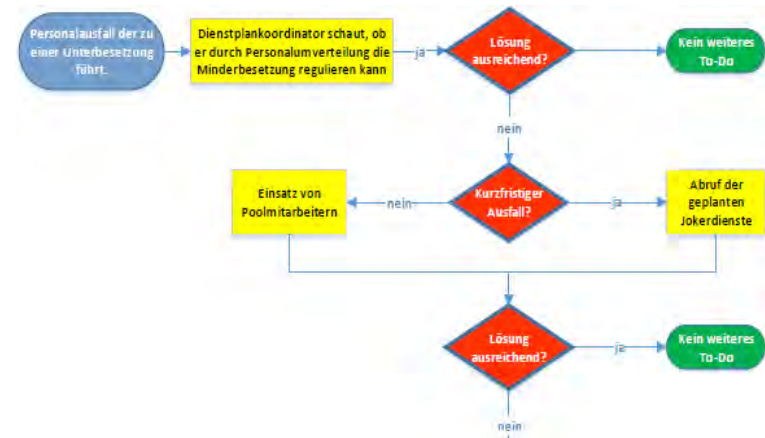 Personalausfall der zu
einer Unterbesetzung
führt.
Dienstplankoordinator schaut, ob
er durch Personalumverteilung die
Minderbesetzung regulieren kann
ja
Lösung
ausreichend?
Kein weiteres
To-Do
nein
Einsatz von
Poolmitarbeitern
nein
Kurzfristiger
Ausfall?
ja
Abruf der
geplanten
Jokerdienste
Lösung
ausreichend?
ja
Kein weiteres
To-Do
nein